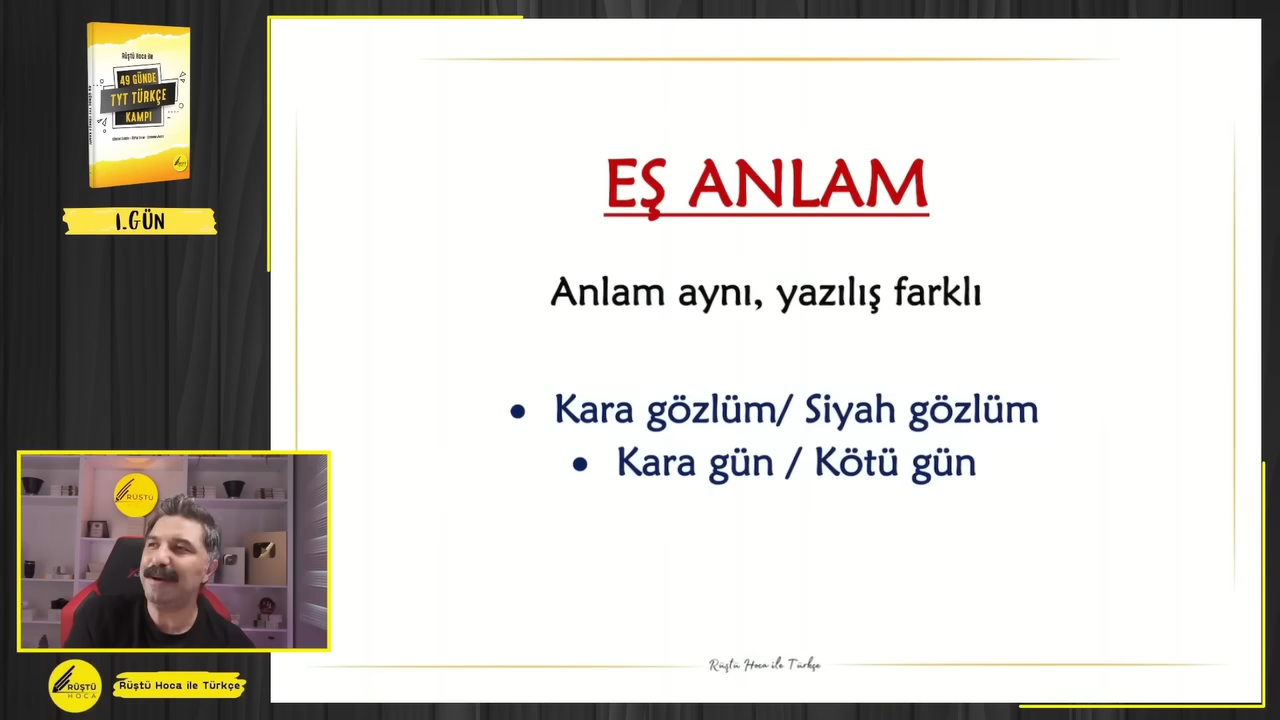 Rüştü Hoca ile
49 GÜNDE
TYT TÜRKÇE
KAMPI
1.GÜN
EŞ ANLAM
Anlam aynı, yazılış farklı
• Kara gözlüm/ Siyah gözlüm
• Kara gün / Kötü gün
RÜŞTÜ
RÜŞTÜ
HOCA
Rüştü Hoca ile Türkçe
Rüştü Hoca ile Türkçe